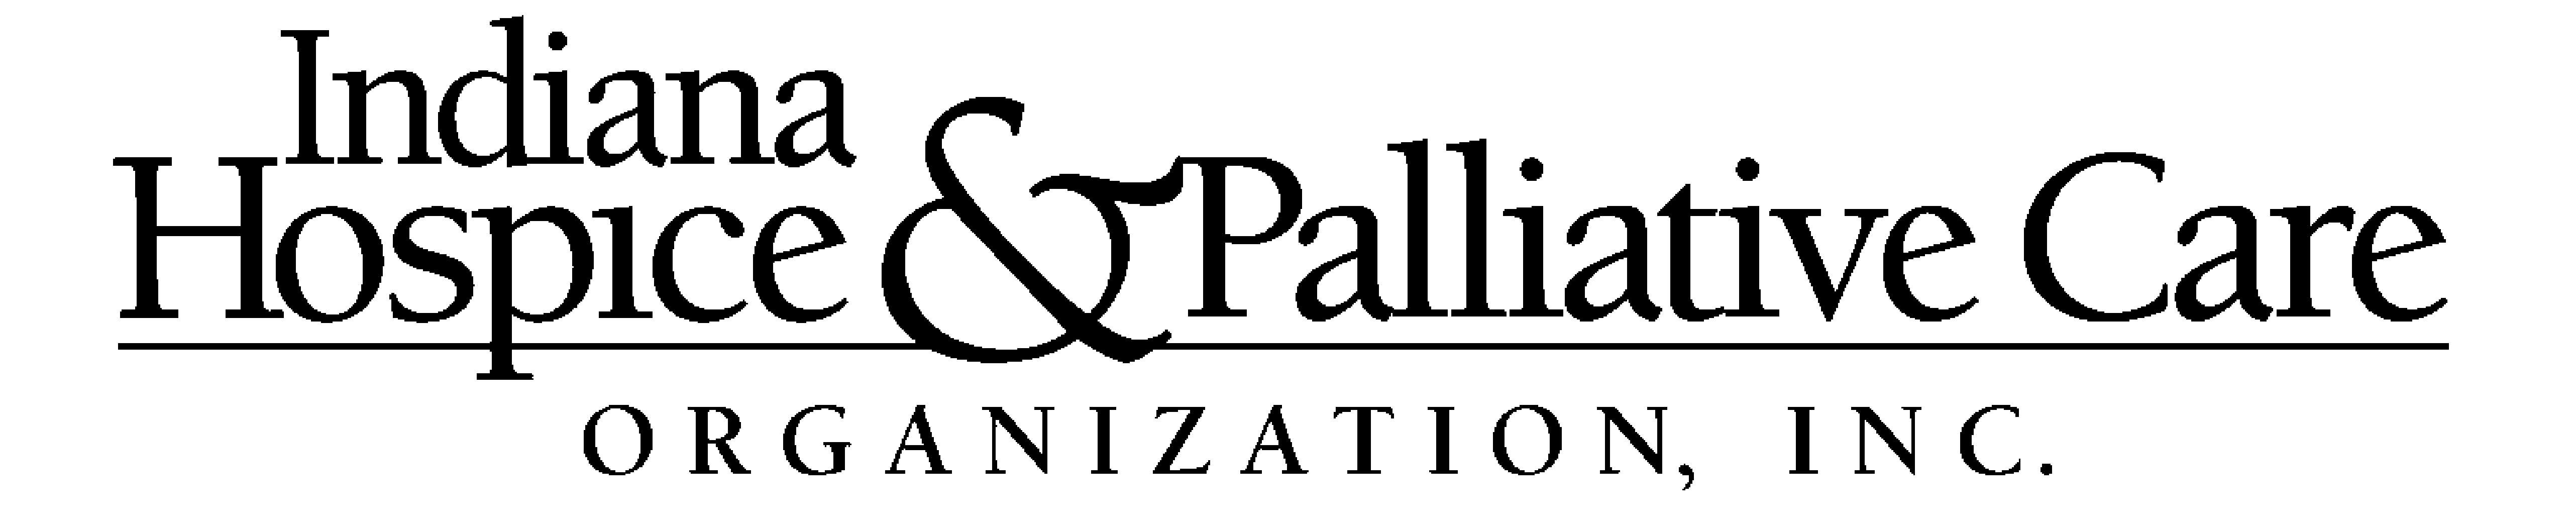 Indiana
Hospice & Palliative Care
ORGANIZATION, INC.